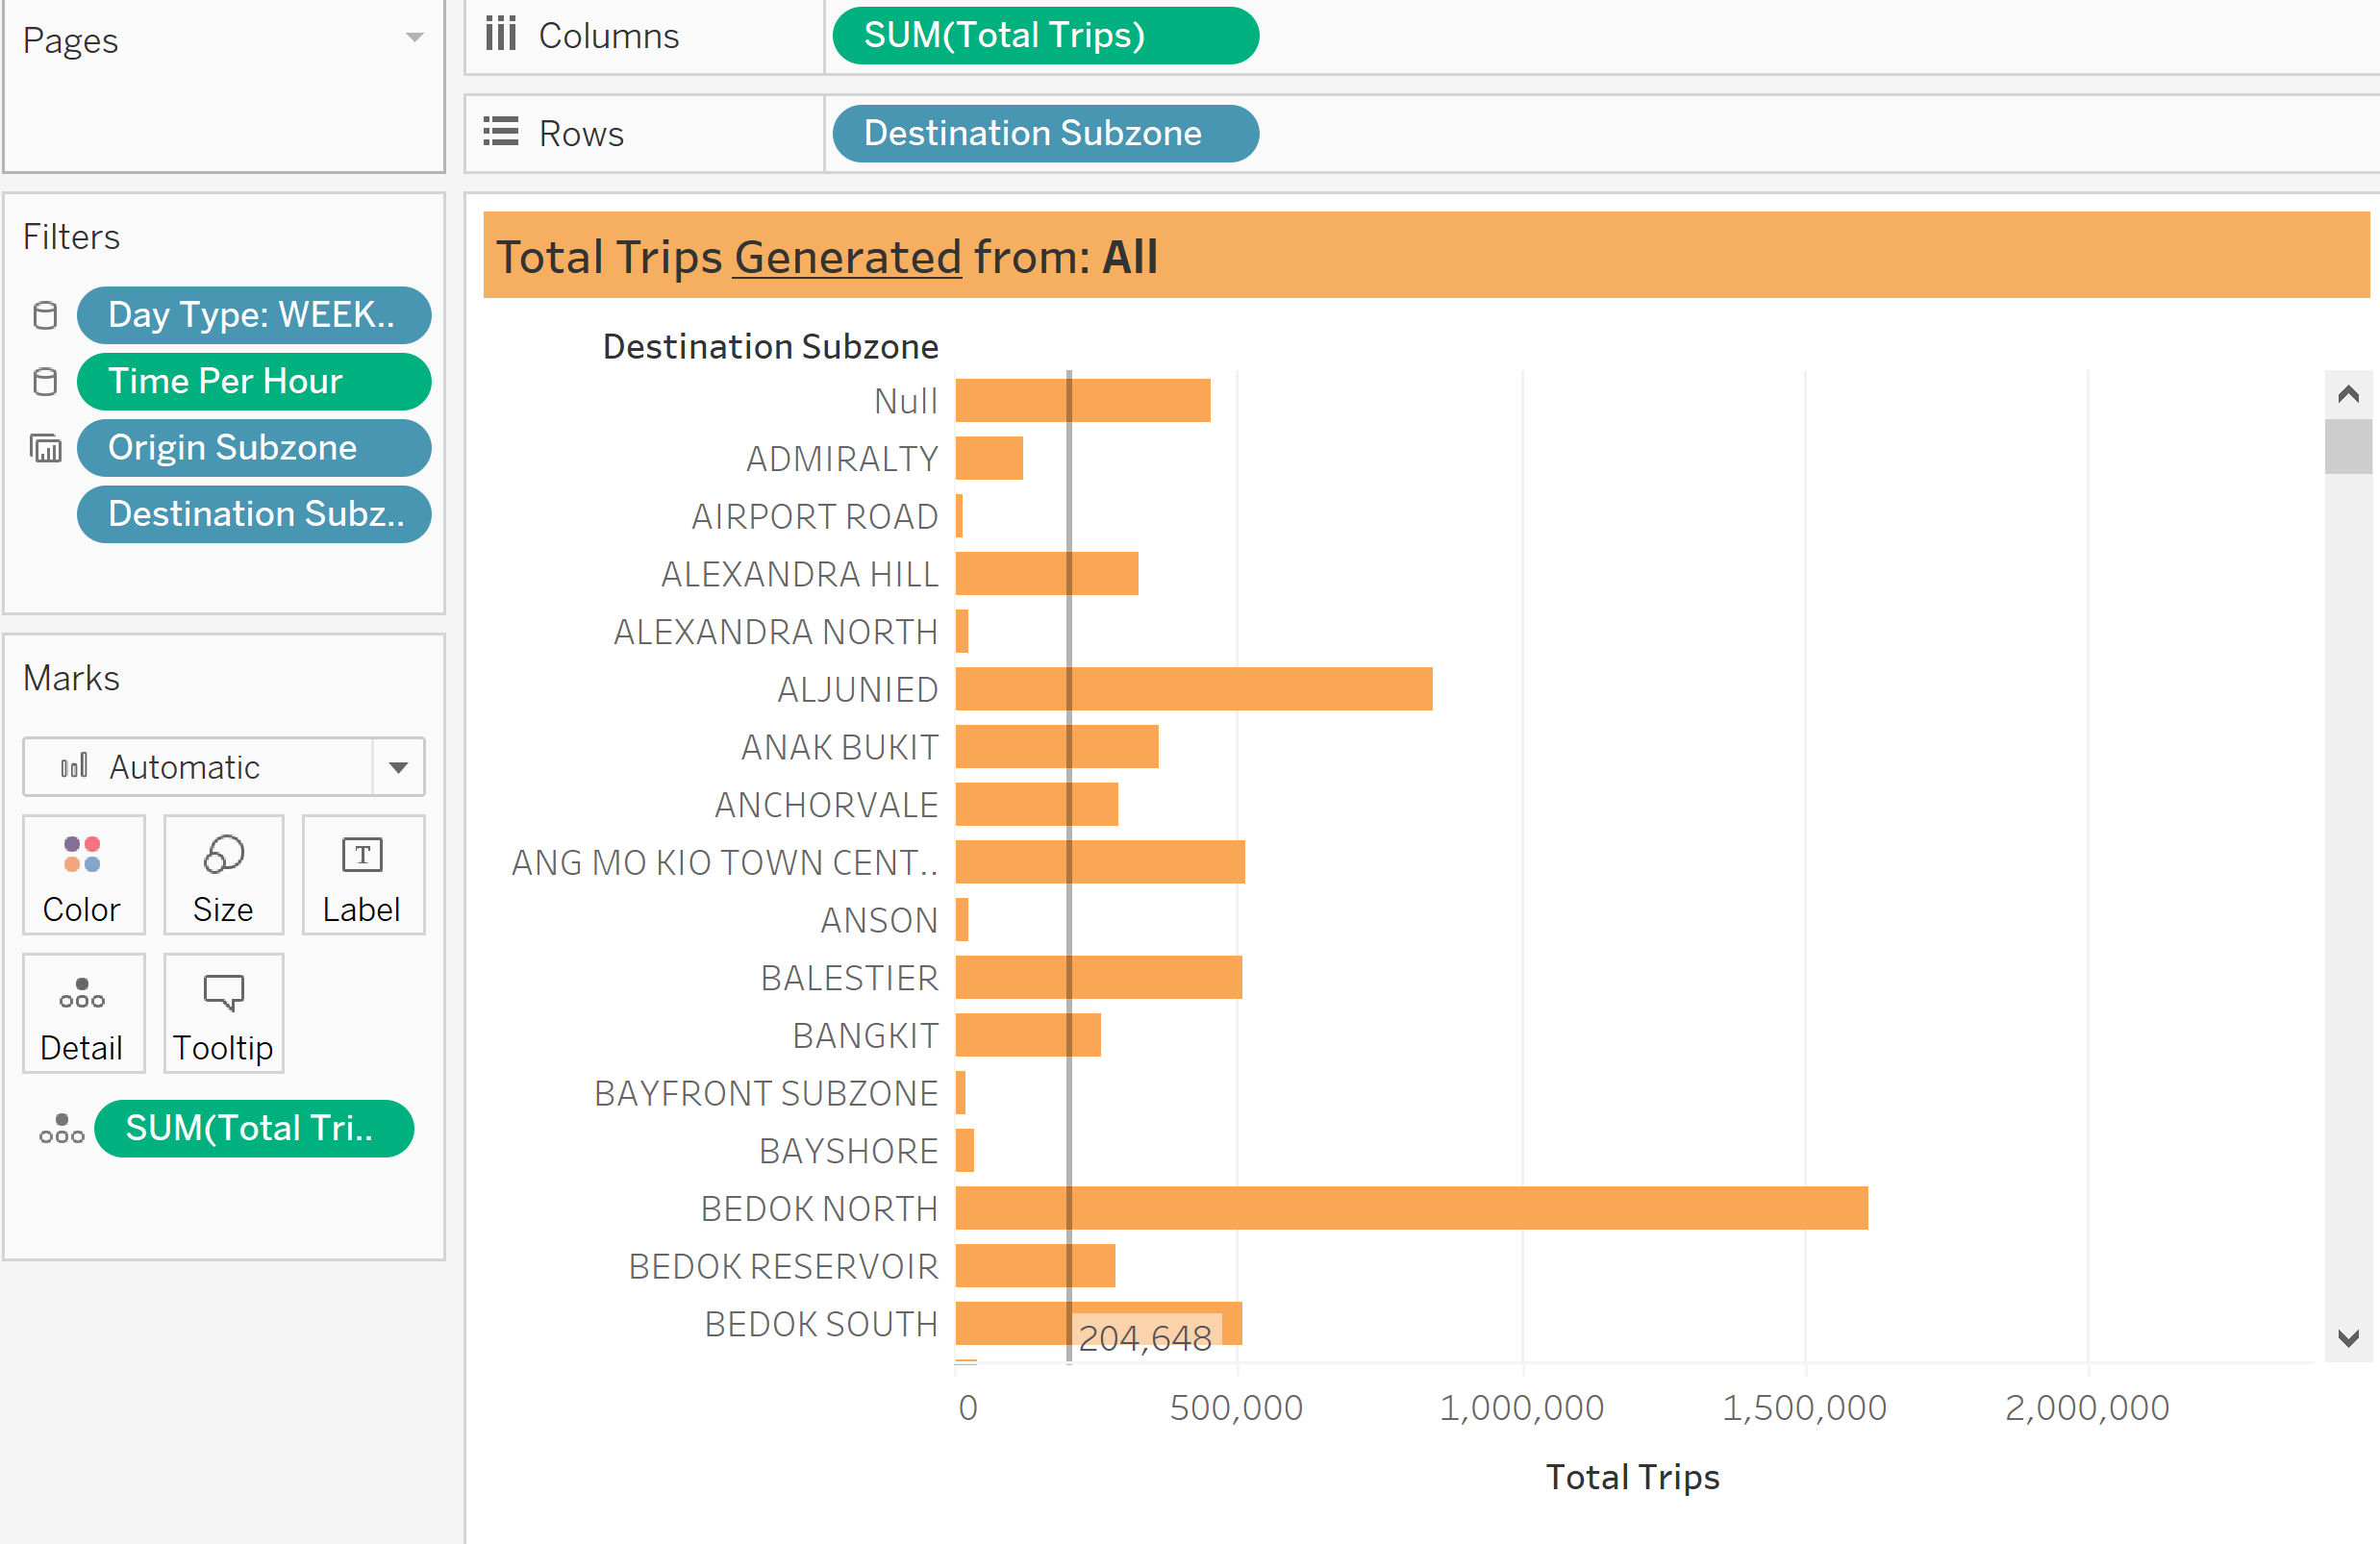 Pages
Columns
SUM(Total Trips)
Rows
Destination Subzone
Filters
Day Type: WEEK..
Time Per Hour
Origin Subzone
Destination Subz..
Marks
Automatic
Color
Size
Label
Detail
Tooltip
SUM(Total Tri..
Total Trips Generated from: All
Destination Subzone
Null
ADMIRALTY
AIRPORT ROAD
ALEXANDRA HILL
ALEXANDRA NORTH
ALJUNIED
ANAK BUKIT
ANCHORVALE
ANG MO KIO TOWN CENT..
ANSON
BALESTIER
BANGKIT
BAYFRONT SUBZONE
BAYSHORE
BEDOK NORTH
BEDOK RESERVOIR
BEDOK SOUTH
204,648
0 500,000 1,000,000 1,500,000 2,000,000
Total Trips